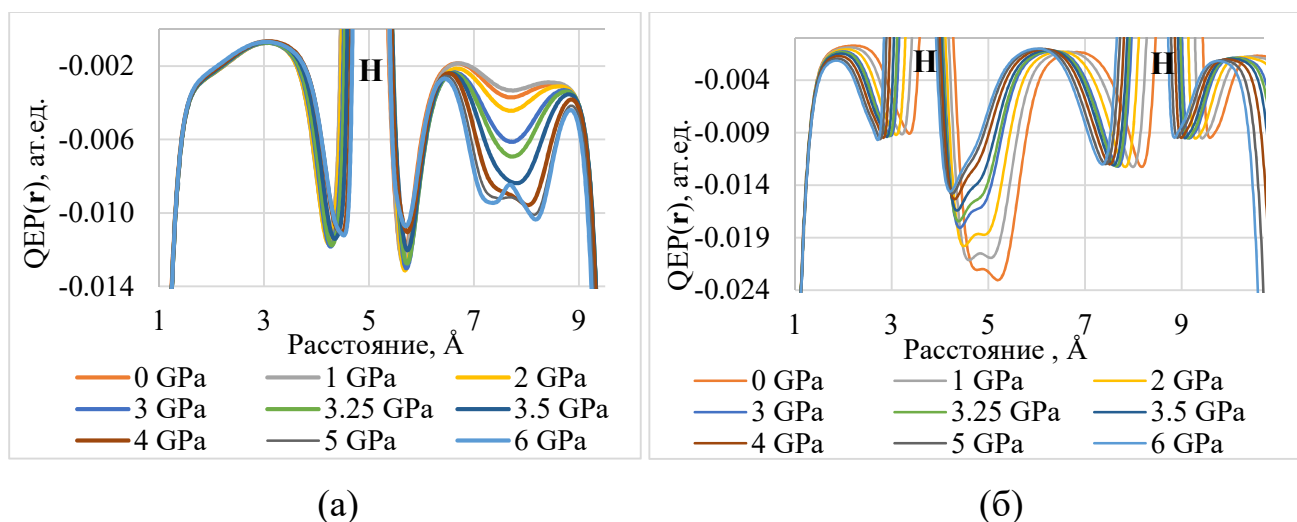 -0.002
-0.006
-0.010
-0.014
QEP(r), ат.ед.
H
1 3 5 7 9
Расстояние, Å
0 GPa 1 GPa 2 GPa
3 GPa 3.25 GPa 3.5 GPa
4 GPa 5 GPa 6 GPa
(а)
-0.004
-0.009
-0.014
-0.019
-0.024
QEP(r), ат.ед.
H H
1 3 5 7 9
Расстояние , Å
0 GPa 1 GPa 2 GPa
3 GPa 3.25 GPa 3.5 GPa
4 GPa 5 GPa 6 GPa
(б)